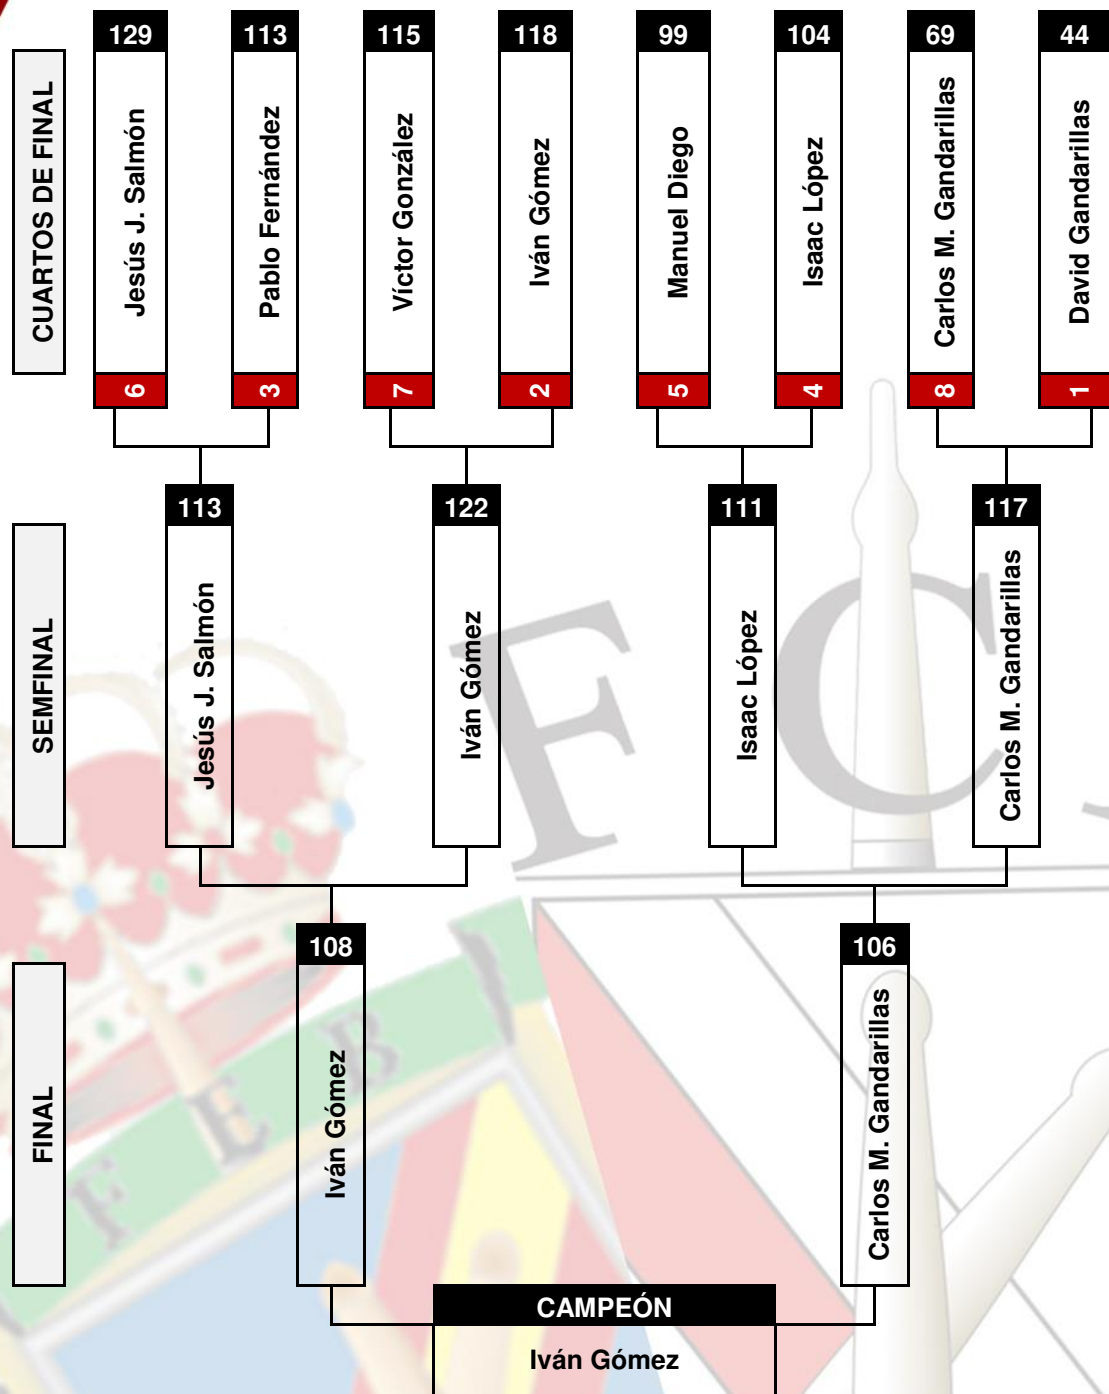 129 113 115 118 99 104 69 44
CUARTOS DE FINAL
Jesús J. Salmón
Pablo Fernández
Víctor González
Iván Gómez
Manuel Diego
Isaac López
Carlos M. Gandarillas
David Gandarillas
6 3 7 2 5 4 8 1
113 122 111 117
SEMFINAL
Jesús J. Salmón
Iván Gómez
Isaac López
Carlos M. Gandarillas
F C
108 106
FINAL
Iván Gómez
Carlos M. Gandarillas
F E B
CAMPEÓN
Iván Gómez